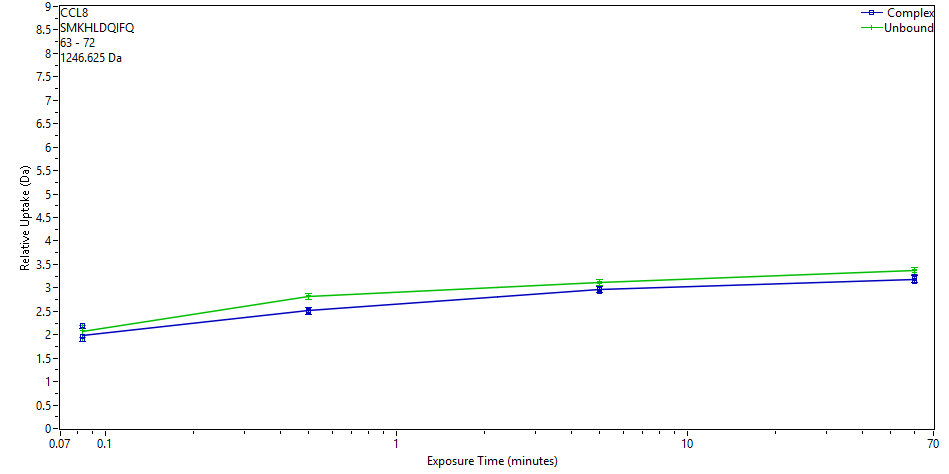 CCL8
SMKHLDQIFQ
63 - 72
1246.625 Da
Complex
Unbound
Relative Uptake (Da)
9
8.5
8
7.5
7
6.5
6
5.5
5
4.5
4
3.5
3
2.5
2
1.5
1
0.5
0
0.07 0.1 1 10 70
Exposure Time (minutes)